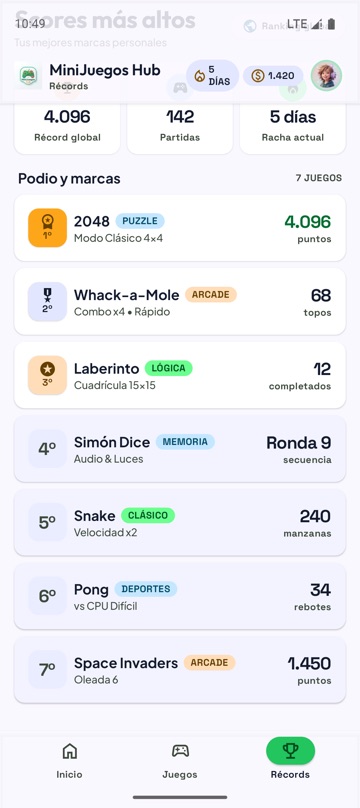 Scores más altos
10:49
LTE
Ranking
Tus mejores marcas personales
MiniJuegos Hub
Récords
5
DÍAS
1.420
4.096
Récord global
142
Partidas
5 días
Racha actual
Podio y marcas
7 JUEGOS
1º
2048
PUZZLE
Modo Clásico 4×4
4.096
puntos
2º
Whack-a-Mole
ARCADE
Combo x4 • Rápido
68
topos
3º
Laberinto
LÓGICA
Cuadrícula 15×15
12
completados
4º
Simón Dice
MEMORIA
Audio & Luces
Ronda 9
secuencia
5º
Snake
CLÁSICO
Velocidad x2
240
manzanas
6º
Pong
DEPORTES
vs CPU Difícil
34
rebotes
7º
Space Invaders
ARCADE
Oleada 6
1.450
puntos
Inicio
Juegos
Récords